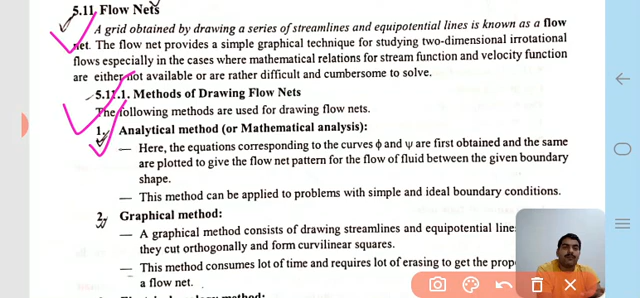 5.11. Flow Nets
A grid obtained by drawing a series of streamlines and equipotential lines is known as a flow
net. The flow net provides a simple graphical technique for studying two-dimensional irrotational
flows especially in the cases where mathematical relations for stream function and velocity function
are either not available or are rather difficult and cumbersome to solve.
5.11.1. Methods of Drawing Flow Nets
The following methods are used for drawing flow nets.
1. Analytical method (or Mathematical analysis):
— Here, the equations corresponding to the curves ϕ and ψ are first obtained and the same
are plotted to give the flow net pattern for the flow of fluid between the given boundary
shape.
— This method can be applied to problems with simple and ideal boundary conditions.
2. Graphical method:
— A graphical method consists of drawing streamlines and equipotential line
they cut orthogonally and form curvilinear squares.
— This method consumes lot of time and requires lot of erasing to get the prop
a flow net.